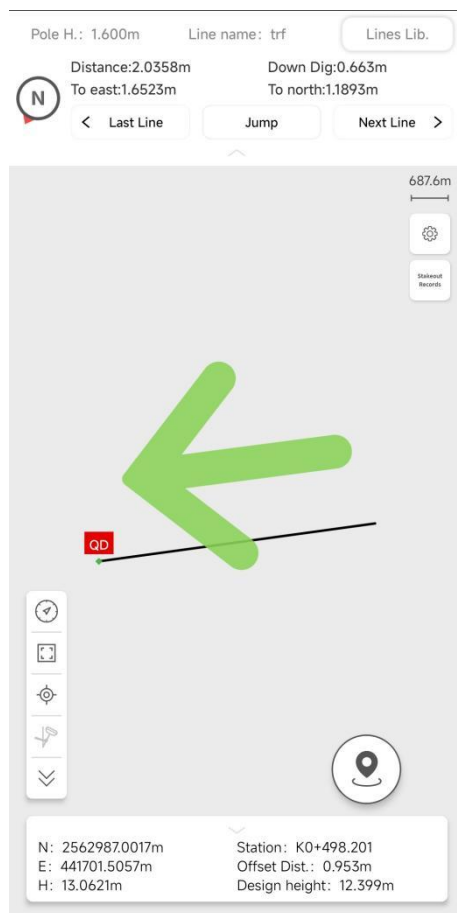 Pole H.: 1.600m Line name: trf Lines Lib.
Distance:2.0358m Down Dig:0.663m
N To east:1.6523m To north:1.1893m
Last Line Jump Next Line
687.6m
Stakeout
Records
QD
N: 2562987.0017m Station: K0+498.201
E: 441701.5057m Offset Dist.: 0.953m
H: 13.0621m Design height: 12.399m